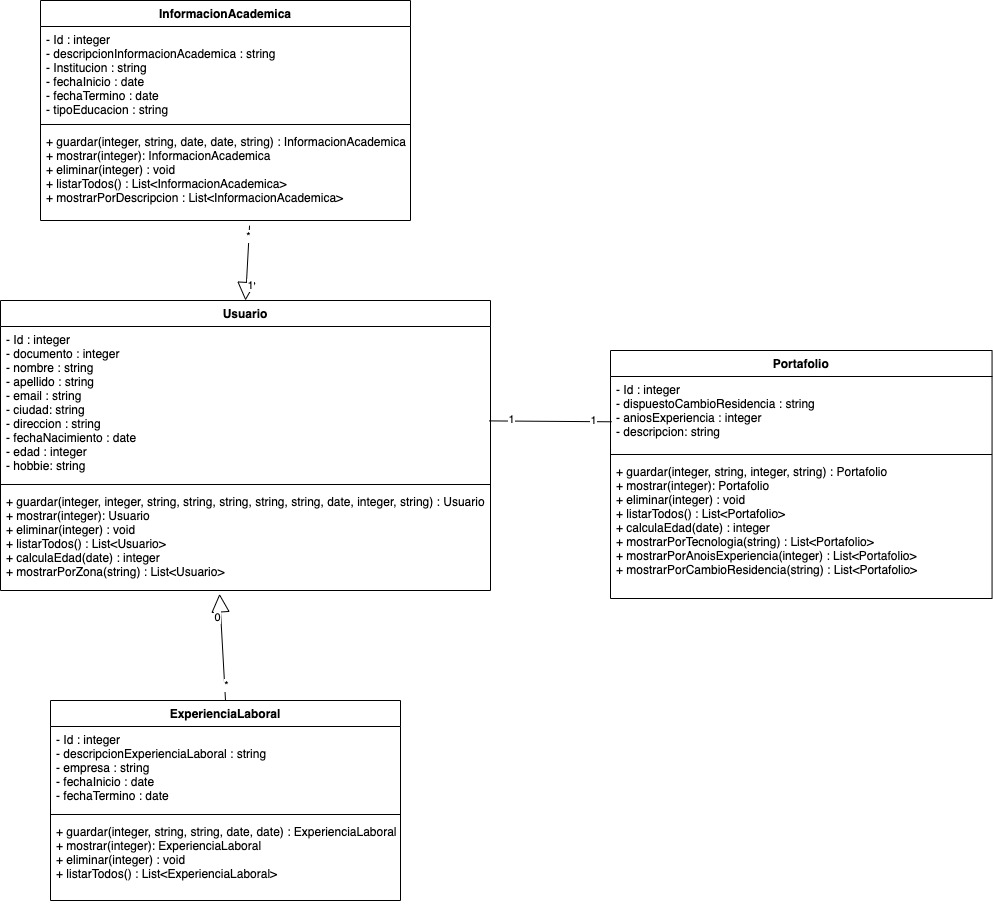 InformacionAcademica
- Id : integer
- descripcionInformacionAcademica : string
- Institucion : string
- fechaInicio : date
- fechaTermino : date
- tipoEducacion : string
+ guardar(integer, string, date, date, string) : InformacionAcademica
+ mostrar(integer): InformacionAcademica
+ eliminar(integer) : void
+ listarTodos() : List<InformacionAcademica>
+ mostrarPorDescripcion : List<InformacionAcademica>
*
1'
Usuario
- Id : integer
- documento : integer
- nombre : string
- apellido : string
- email : string
- ciudad: string
- direccion : string
- fechaNacimiento : date
- edad : integer
- hobbie: string
+ guardar(integer, integer, string, string, string, string, string, date, integer, string) : Usuario
+ mostrar(integer): Usuario
+ eliminar(integer) : void
+ listarTodos() : List<Usuario>
+ calculaEdad(date) : integer
+ mostrarPorZona(string) : List<Usuario>
1
1
Portafolio
- Id : integer
- dispuestoCambioResidencia : string
- aniosExperiencia : integer
- descripcion: string
+ guardar(integer, string, integer, string) : Portafolio
+ mostrar(integer): Portafolio
+ eliminar(integer) : void
+ listarTodos() : List<Portafolio>
+ calculaEdad(date) : integer
+ mostrarPorTecnologia(string) : List<Portafolio>
+ mostrarPorAnoisExperiencia(integer) : List<Portafolio>
+ mostrarPorCambioResidencia(string) : List<Portafolio>
0
*
ExperienciaLaboral
- Id : integer
- descripcionExperienciaLaboral : string
- empresa : string
- fechaInicio : date
- fechaTermino : date
+ guardar(integer, string, string, date, date) : ExperienciaLaboral
+ mostrar(integer): ExperienciaLaboral
+ eliminar(integer) : void
+ listarTodos() : List<ExperienciaLaboral>